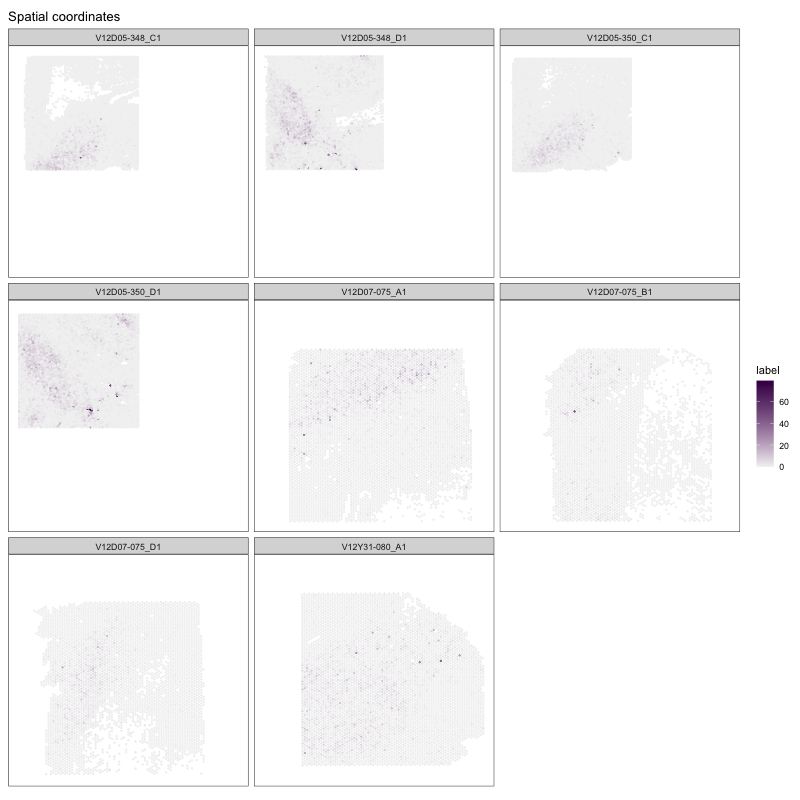 Spatial coordinates
V12D05-348_C1
V12D05-348_D1
V12D05-350_C1
V12D05-350_D1
V12D07-075_A1
V12D07-075_B1
label
60
40
20
0
V12D07-075_D1
V12Y31-080_A1